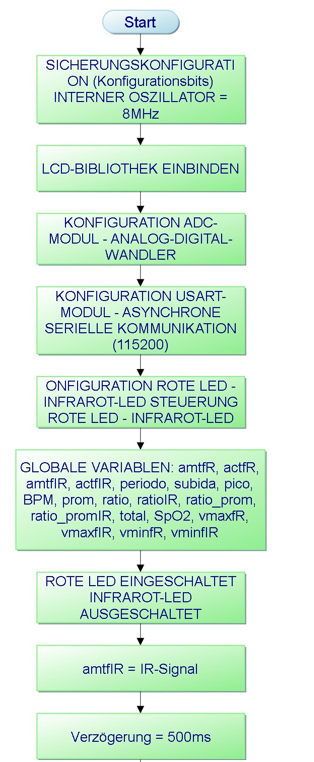 Start
SICHERUNGSKONFIGURATI
ON (Konfigurationsbits)
INTERNER OSZILLATOR =
8MHz
LCD-BIBLIOTHEK EINBINDEN
KONFIGURATION ADC-
MODUL - ANALOG-DIGITAL-
WANDLER
KONFIGURATION USART-
MODUL - ASYNCHRONE
SERIELLE KOMMUNIKATION
(115200)
ONFIGURATION ROTE LED -
INFRAROT-LED STEUERUNG
ROTE LED - INFRAROT-LED
GLOBALE VARIABLEN: amtfR, actfR,
amtfIR, actfIR, periodo, subida, pico,
BPM, prom, ratio, ratioIR, ratio_prom,
ratio_promIR, total, SpO2, vmaxfR,
vmaxfIR, vminfR, vminfIR
ROTE LED EINGESCHALTET
INFRAROT-LED
AUSGESCHALTET
amtfIR = IR-Signal
Verzögerung = 500ms